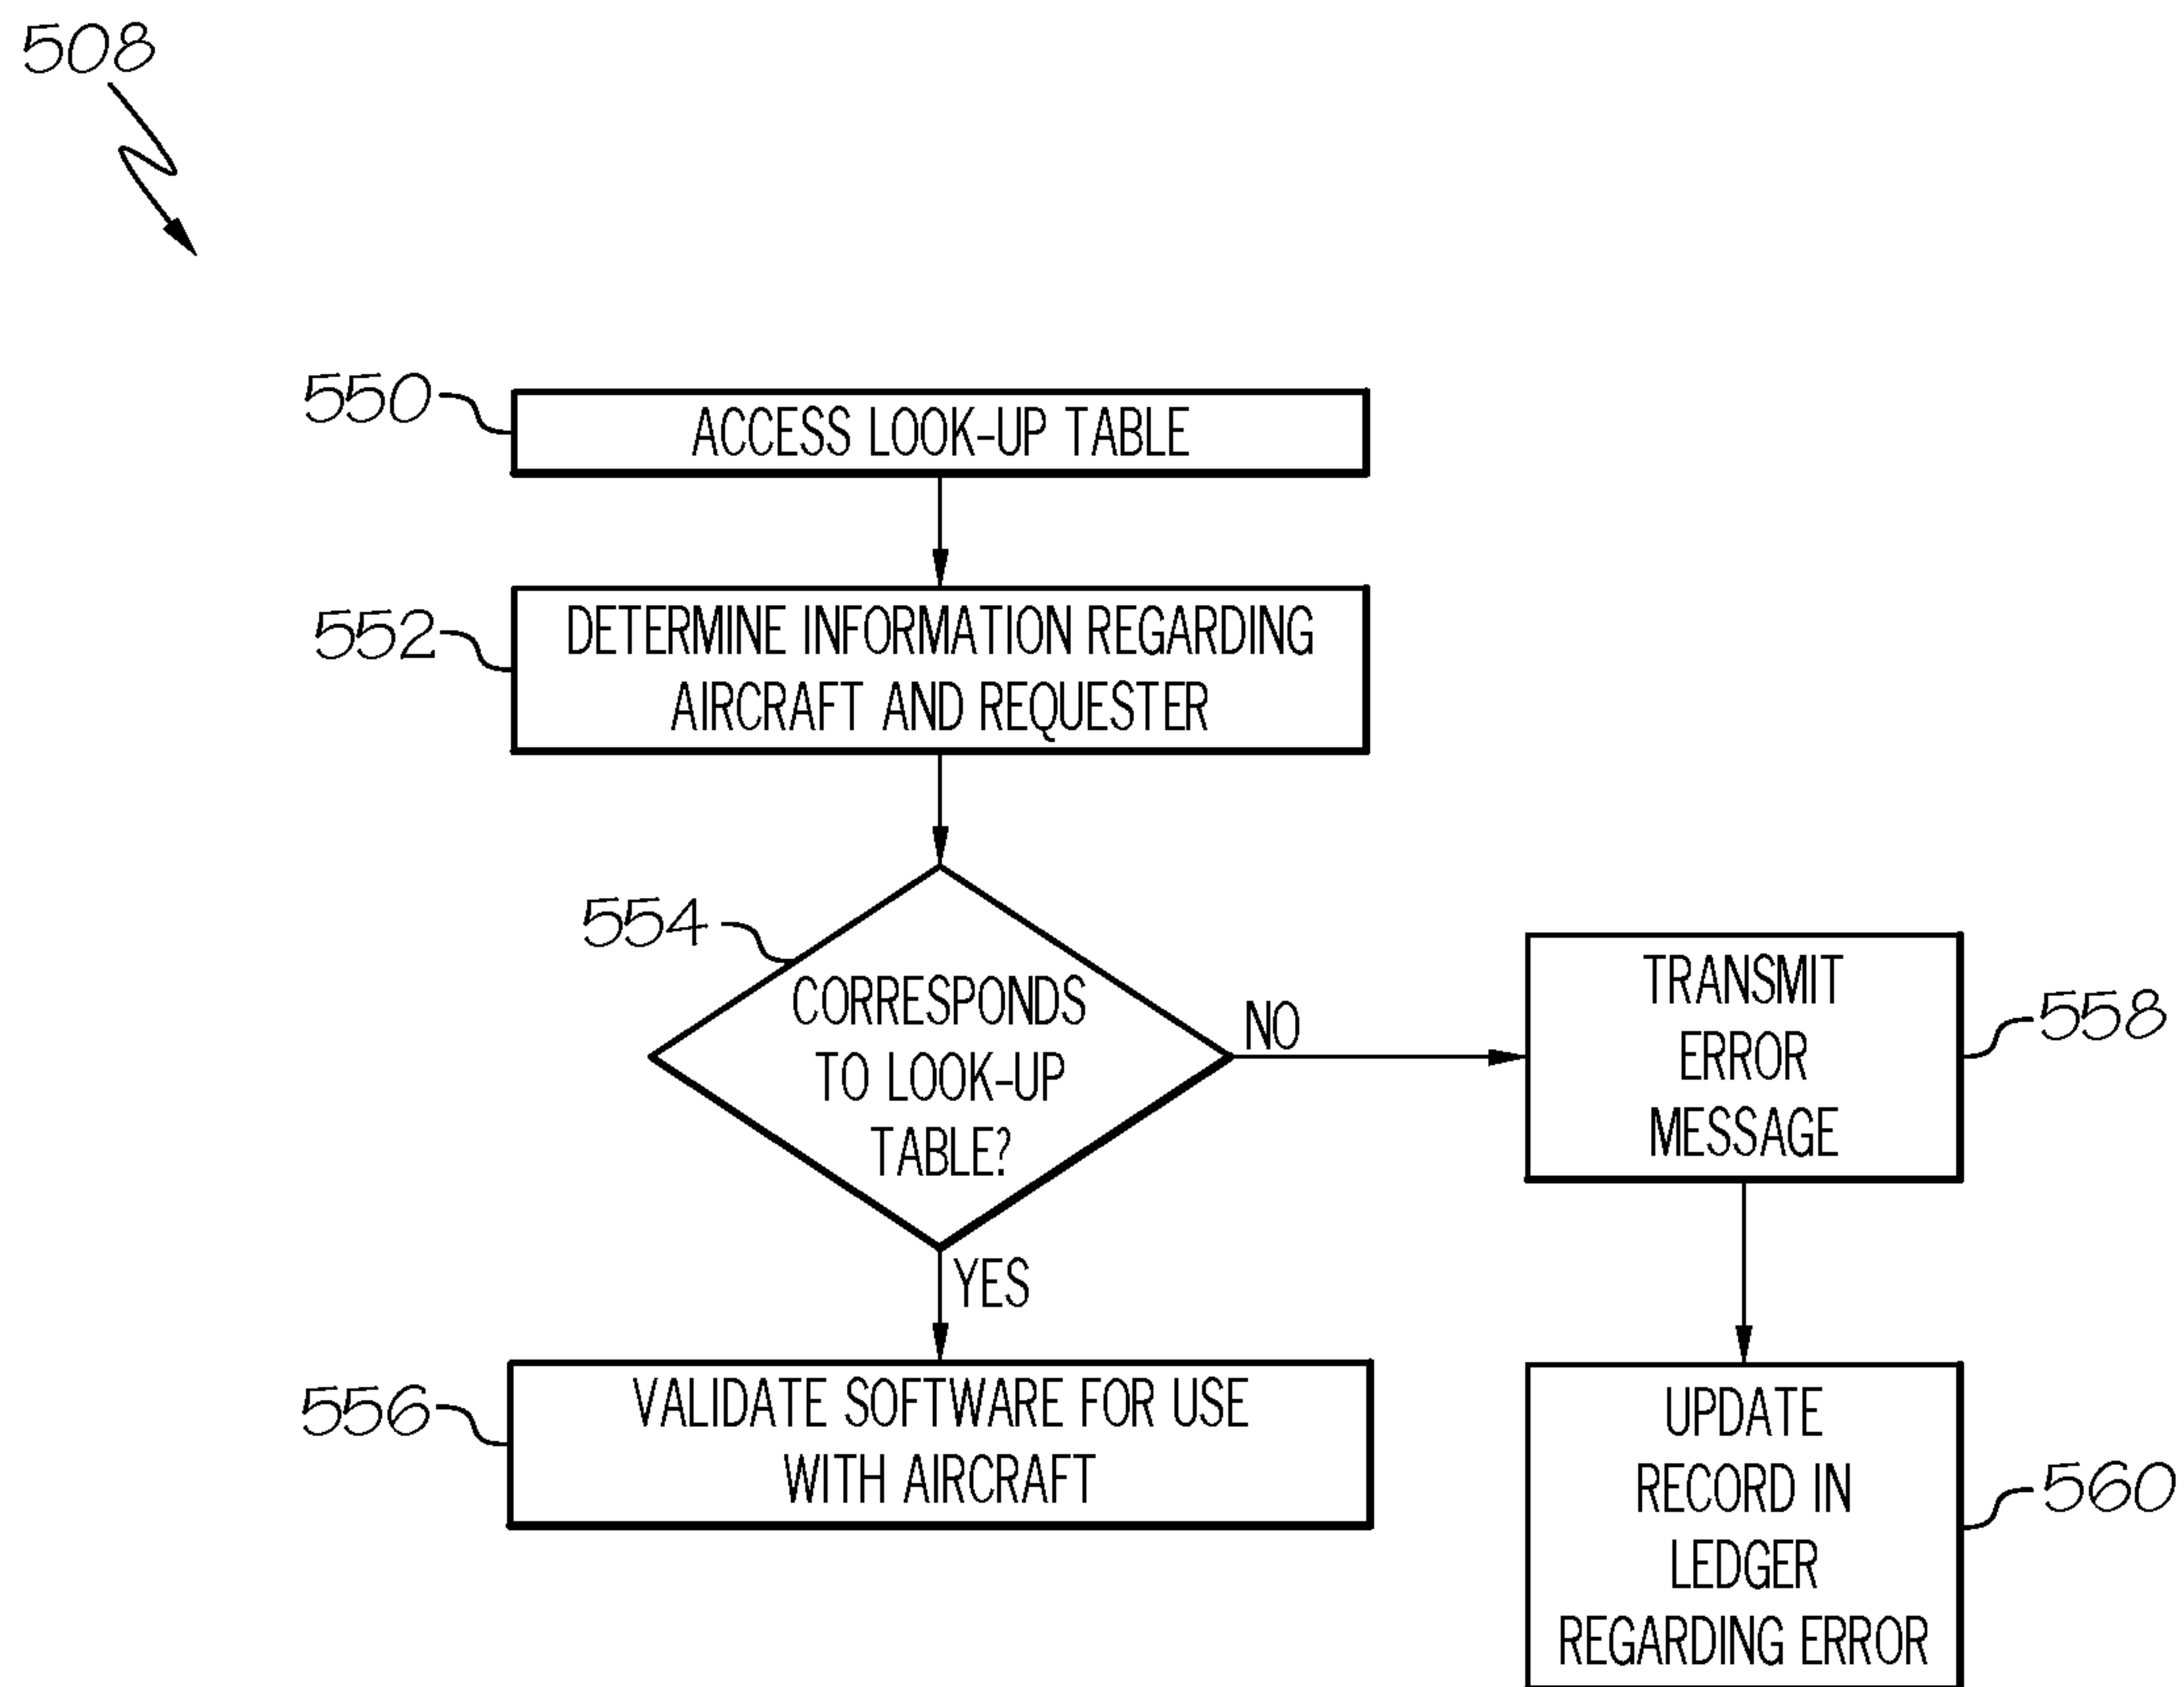 508
550
ACCESS LOOK-UP TABLE
552
DETERMINE INFORMATION REGARDING
AIRCRAFT AND REQUESTER
554
CORRESPONDS
TO LOOK-UP
TABLE?
NO
YES
TRANSMIT
ERROR
MESSAGE
558
556
VALIDATE SOFTWARE FOR USE
WITH AIRCRAFT
UPDATE
RECORD IN
LEDGER
REGARDING ERROR
560